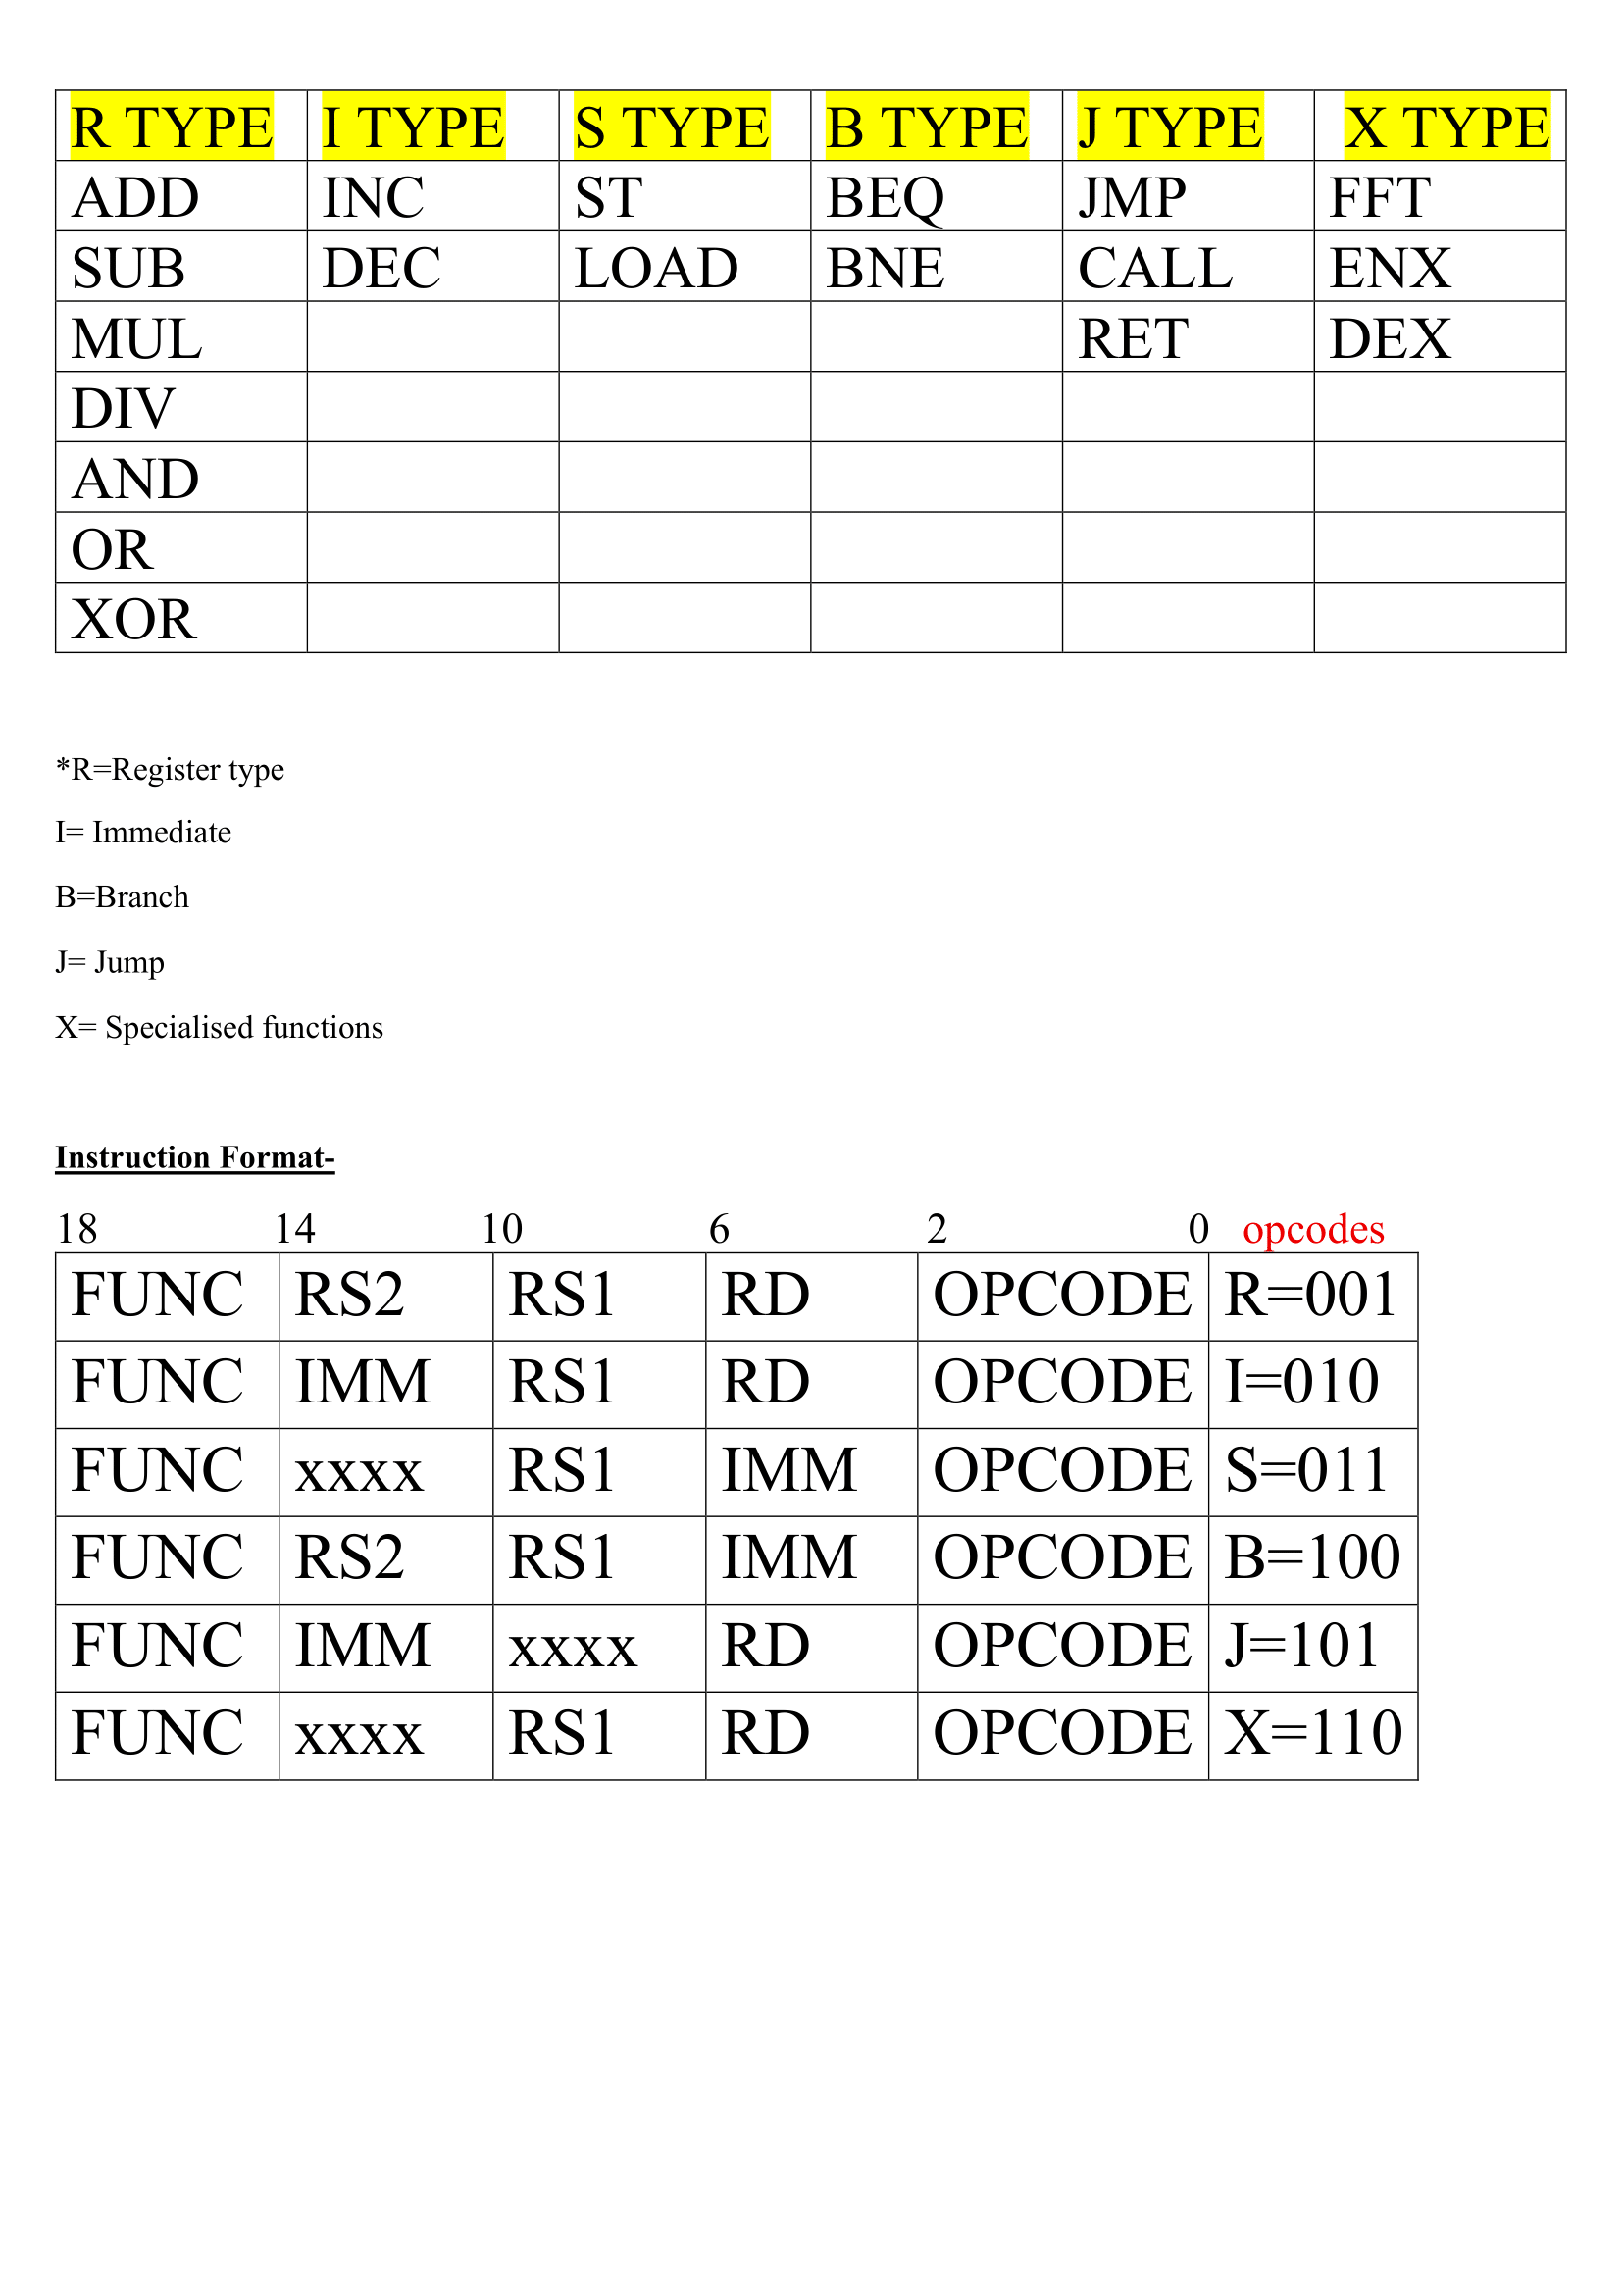 R TYPE I TYPE S TYPE B TYPE J TYPE X TYPE
ADD INC ST BEQ JMP FFT
SUB DEC LOAD BNE CALL ENX
MUL RET DEX
DIV
AND
OR
XOR
*R=Register type
I= Immediate
B=Branch
J= Jump
X= Specialised functions
Instruction Format-
18 14 10 6 2 0 opcodes
FUNC RS2 RS1 RD OPCODE R=001
FUNC IMM RS1 RD OPCODE I=010
FUNC xxxx RS1 IMM OPCODE S=011
FUNC RS2 RS1 IMM OPCODE B=100
FUNC IMM xxxx RD OPCODE J=101
FUNC xxxx RS1 RD OPCODE X=110